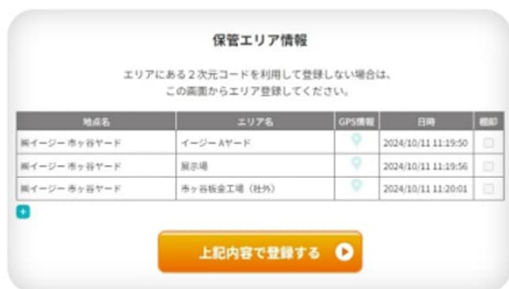 保管エリア情報
エリアにある２次元コードを利用して登録しない場合は、
この画面からエリア登録してください。
地点名 エリア名 GPS情報 日時 棚卸
㈱イージー 市ヶ谷ヤード イージー Aヤード 2024/10/11 11:19:50
㈱イージー 市ヶ谷ヤード 展示場 2024/10/11 11:19:56
㈱イージー 市ヶ谷ヤード 市ヶ谷板金工場（社外） 2024/10/11 11:20:01
上記内容で登録する